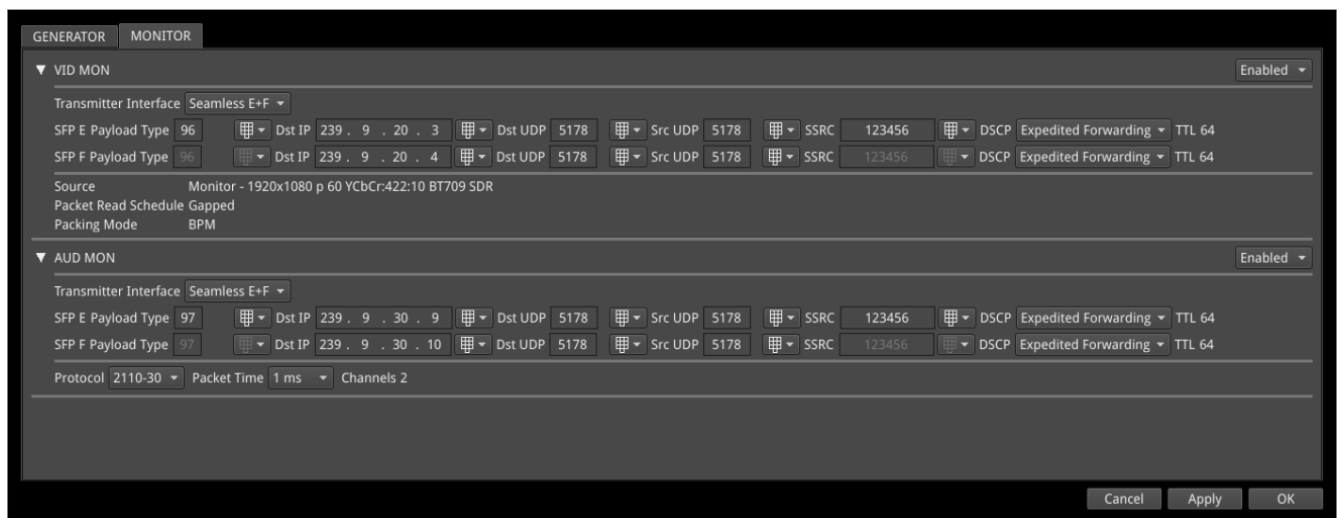 GENERATOR MONITOR
VID MON Enabled
Transmitter Interface Seamless E+F
SFP E Payload Type 96 Dst IP 239 . 9 . 20 . 3 Dst UDP 5178 Src UDP 5178 SSRC 123456 DSCP Expedited Forwarding TTL 64
SFP F Payload Type 96 Dst IP 239 . 9 . 20 . 4 Dst UDP 5178 Src UDP 5178 SSRC 123456 DSCP Expedited Forwarding TTL 64
Source Monitor - 1920x1080 p 60 YCbCr:422:10 BT709 SDR
Packet Read Schedule Gapped
Packing Mode BPM
AUD MON Enabled
Transmitter Interface Seamless E+F
SFP E Payload Type 97 Dst IP 239 . 9 . 30 . 9 Dst UDP 5178 Src UDP 5178 SSRC 123456 DSCP Expedited Forwarding TTL 64
SFP F Payload Type 97 Dst IP 239 . 9 . 30 . 10 Dst UDP 5178 Src UDP 5178 SSRC 123456 DSCP Expedited Forwarding TTL 64
Protocol 2110-30 Packet Time 1 ms Channels 2
Cancel Apply OK